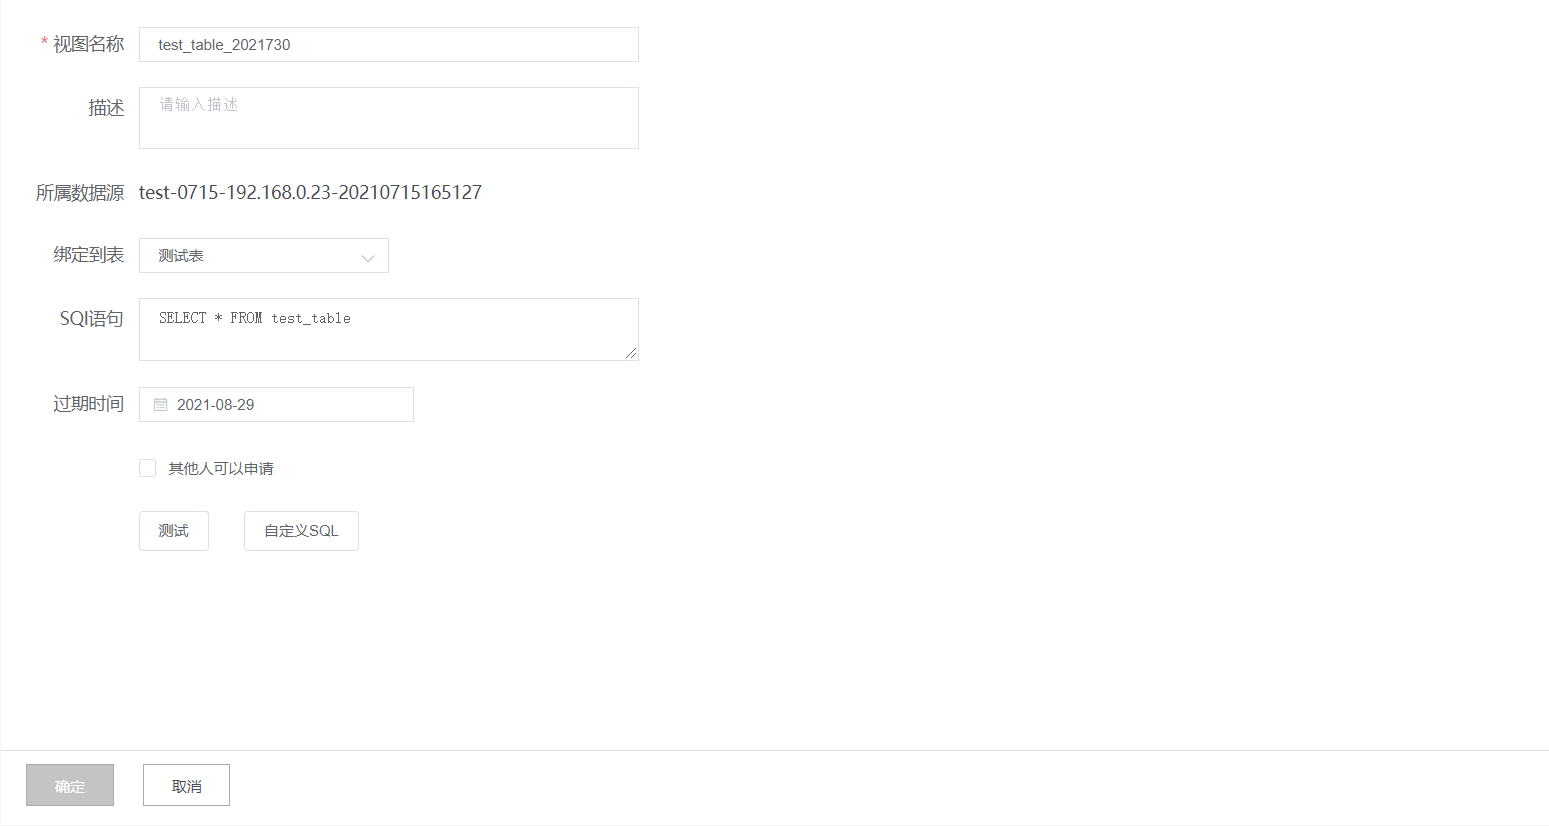 * 视图名称 test_table_2021730
描述 请输入描述
所属数据源 test-0715-192.168.0.23-20210715165127
绑定到表 测试表
SQl语句 SELECT * FROM test_table
过期时间 2021-08-29
其他人可以申请
测试 自定义SQL
确定 取消